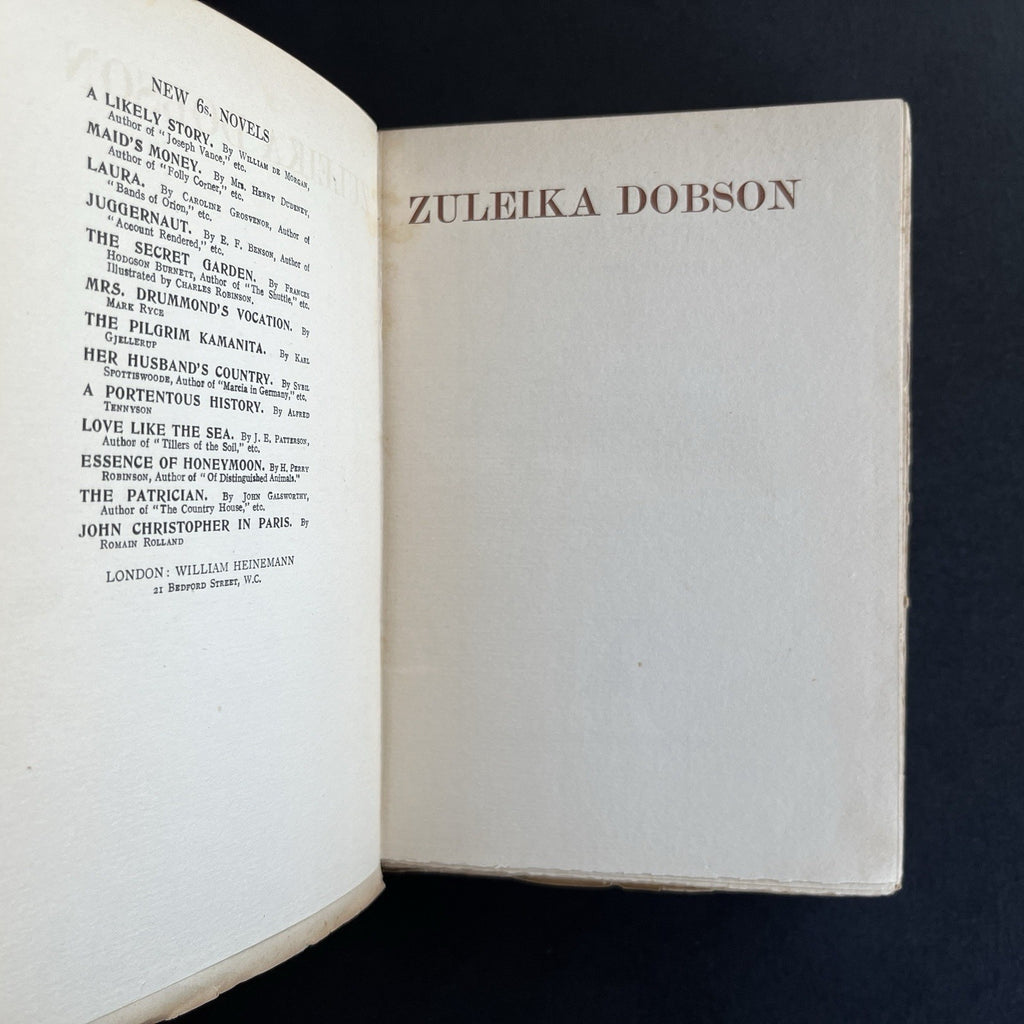 NEW 6s. NOVELS
A LIKELY STORY. By William de Morgan,
Author of "Joseph Vance," etc.
MAID'S MONEY. By Mrs. Henry Dudeney,
Author of "Folly Corner," etc.
LAURA. By Caroline Grosvenor, Author of
"Bands of Orion," etc.
JUGGERNAUT. By E. F. Benson, Author of
"Account Rendered," etc.
THE SECRET GARDEN. By Frances
Hodgson Burnett, Author of "The Shuttle," etc.
Illustrated by Charles Robinson.
MRS. DRUMMOND'S VOCATION. By
Mark Ryce
THE PILGRIM KAMANITA. By Karl
Gjellerup
HER HUSBAND'S COUNTRY. By Sybil
Spottiswoode, Author of "Marcia in Germany," etc.
A PORTENTOUS HISTORY. By Alfred
Tennyson
LOVE LIKE THE SEA. By J. E. Patterson,
Author of "Tillers of the Soil," etc.
ESSENCE OF HONEYMOON. By H. Perry
Robinson, Author of "Of Distinguished Animals."
THE PATRICIAN. By John Galsworthy,
Author of "The Country House," etc.
JOHN CHRISTOPHER IN PARIS. By
Romain Rolland
LONDON: WILLIAM HEINEMANN
21 Bedford Street, W.C.
ZULEIKA DOBSON